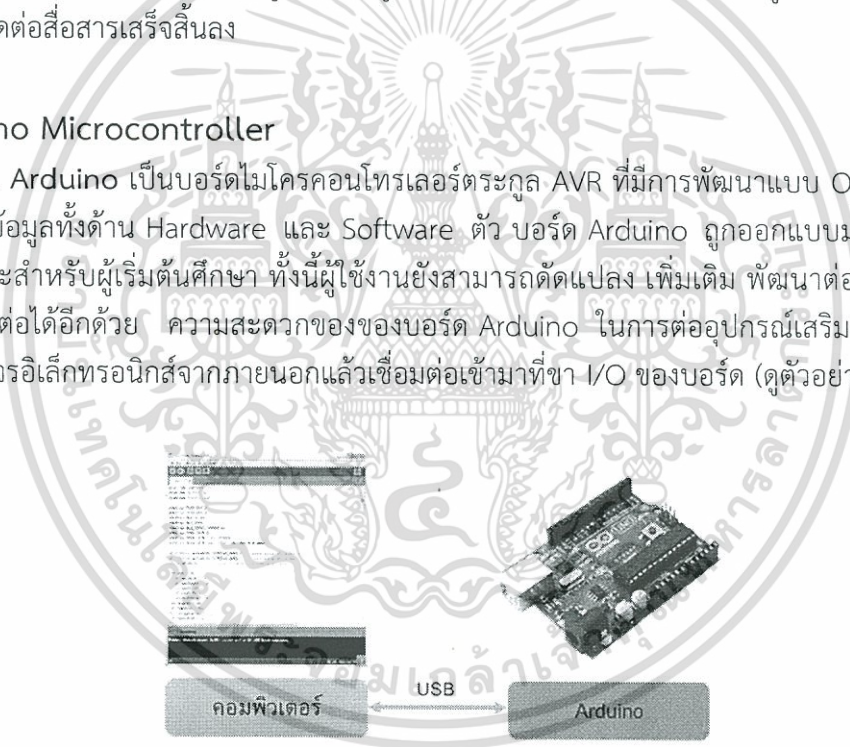 ดต่อสื่อสารเสร็จสิ้นลง
no Microcontroller
Arduino เป็นบอร์ดไมโครคอนโทรเลอร์ตระกูล AVR ที่มีการพัฒนาแบบ O
ข้อมูลทั้งด้าน Hardware และ Software ตัว บอร์ด Arduino ถูกออกแบบม
ะสำหรับผู้เริ่มต้นศึกษา ทั้งนี้ผู้ใช้งานยังสามารถดัดแปลง เพิ่มเติม พัฒนาต่อ
ต่อได้อีกด้วย ความสะดวกของของบอร์ด Arduino ในการต่ออุปกรณ์เสริม
จรอิเล็กทรอนิกส์จากภายนอกแล้วเชื่อมต่อเข้ามาที่ขา I/O ของบอร์ด (ดูตัวอย่า
คอมพิวเตอร์
USB
Arduino